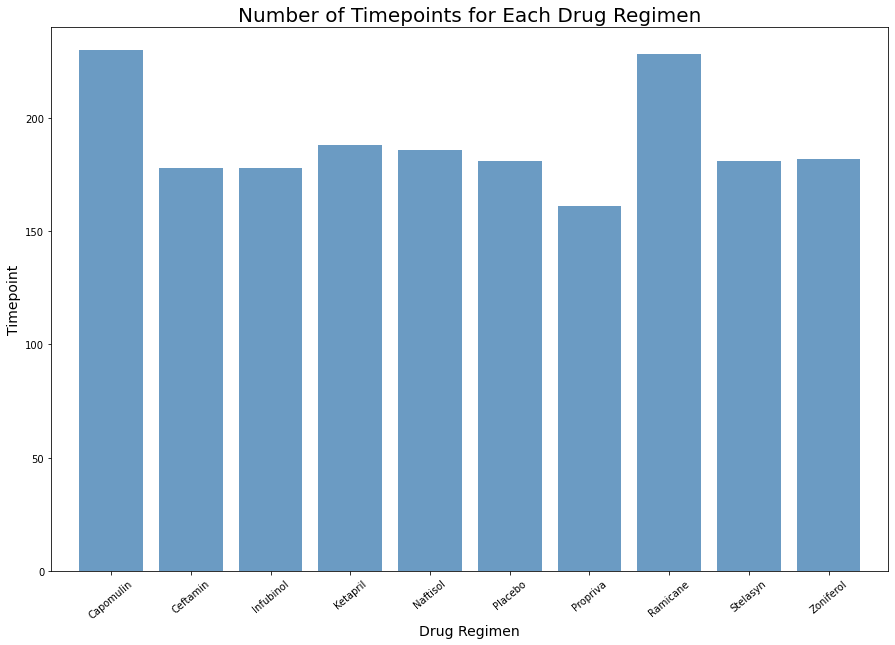 Number of Timepoints for Each Drug Regimen
Timepoint
200
150
100
50
0
Capomulin
Ceftamin
Infubinol
Ketapril
Naftisol
Placebo
Propriva
Ramicane
Stelasyn
Zoniferol
Drug Regimen